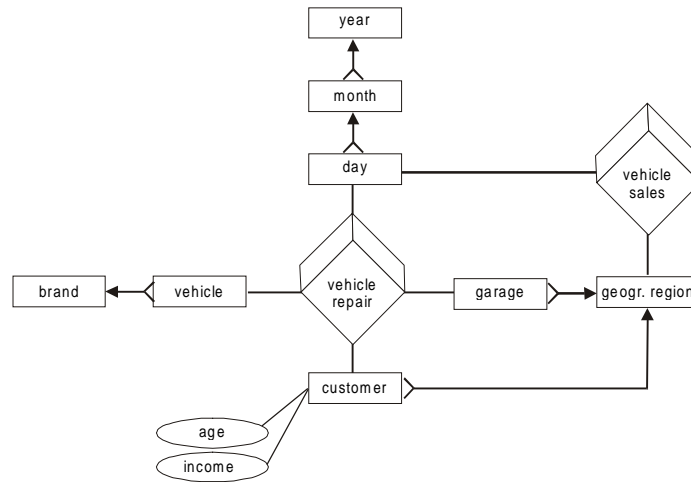 year
month
day
vehicle
sales
brand
vehicle
vehicle
repair
garage
geogr. region
customer
age
income